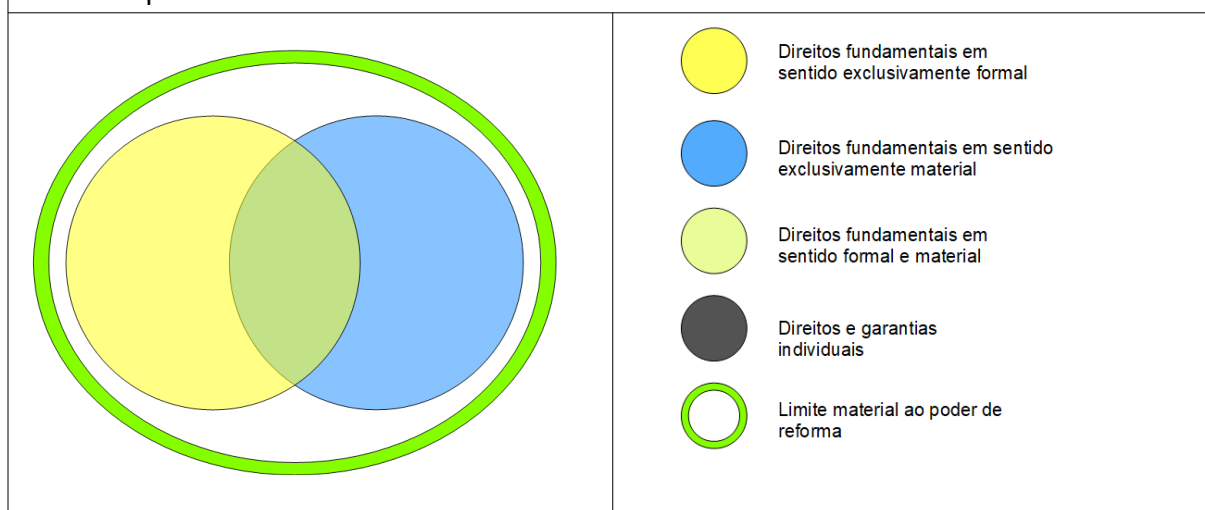 Direitos fundamentais em
sentido exclusivamente formal
Direitos fundamentais em sentido
exclusivamente material
Direitos fundamentais em
sentido formal e material
Direitos e garantias
individuais
Limite material ao poder de
reforma